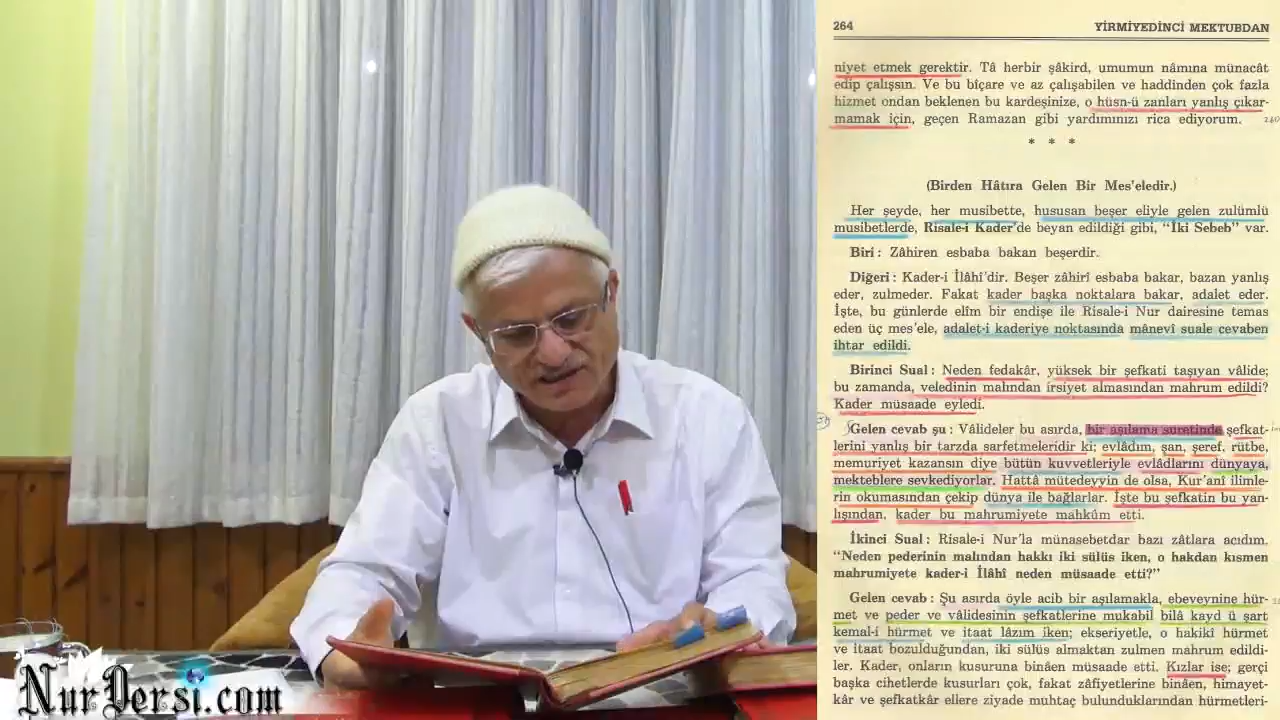 264 YİRMİYEDİNCİ MEKTUBDAN
niyet etmek gerektir. Tâ herbir şâkird, umumun nâmına münacât
edip çalışsın. Ve bu bîçare ve az çalışabilen ve haddinden çok fazla
hizmet ondan beklenen bu kardeşinize, o hüsn-ü zanları yanlış çıkar-
mamak için, geçen Ramazan gibi yardımınızı rica ediyorum.
* * *
(Birden Hâtıra Gelen Bir Mes'eledir.)
Her şeyde, her musibette, hususan beşer eliyle gelen zulümlü
musibetlerde, Risale-i Kader'de beyan edildiği gibi, "İki Sebeb" var.
Biri : Zâhiren esbaba bakan beşerdir.
Diğeri : Kader-i İlâhî'dir. Beşer zâhirî esbaba bakar, bazan yanlış
eder, zulmeder. Fakat kader başka noktalara bakar, adalet eder.
İşte, bu günlerde elîm bir endişe ile Risale-i Nur dairesine temas
eden üç mes'ele, adalet-i kaderiye noktasında mânevî suale cevaben
ihtar edildi.
Birinci Sual : Neden fedakâr, yüksek bir şefkati taşıyan vâlide;
bu zamanda, veledinin malından irsiyet almasından mahrum edildi?
Kader müsaade eyledi.
Gelen cevab şu : Vâlideler bu asırda, bir aşılama suretinde şefkat-
lerini yanlış bir tarzda sarfetmeleridir ki; evlâdım, şan, şeref, rütbe,
memuriyet kazansın diye bütün kuvvetleriyle evlâdlarını dünyaya,
mekteblere sevkediyorlar. Hattâ mütedeyyin de olsa, Kur'anî ilimle-
rin okumasından çekip dünya ile bağlarlar. İşte bu şefkatin bu yan-
lışından, kader bu mahrumiyete mahkûm etti.
İkinci Sual : Risale-i Nur'la münasebetdar bazı zâtlara acıdım.
"Neden pederinin malından hakkı iki sülüs iken, o hakdan kısmen
mahrumiyete kader-i İlâhî neden müsaade etti?"
Gelen cevab : Şu asırda öyle acib bir aşılamakla, ebeveynine hür-
met ve peder ve vâlidesinin şefkatlerine mukabil bilâ kayd ü şart
kemal-i hürmet ve itaat lâzım iken; ekseriyetle, o hakikî hürmet
ve itaat bozulduğundan, iki sülüs almaktan zulmen mahrum edildi-
ler. Kader, onların kusuruna binâen müsaade etti. Kızlar ise; gerçi
başka cihetlerde kusurları çok, fakat zâfiyetlerine binâen, himayet-
kâr ve şefkatkâr ellere ziyade muhtaç bulunduklarından hürmetleri-
NurDersi.com